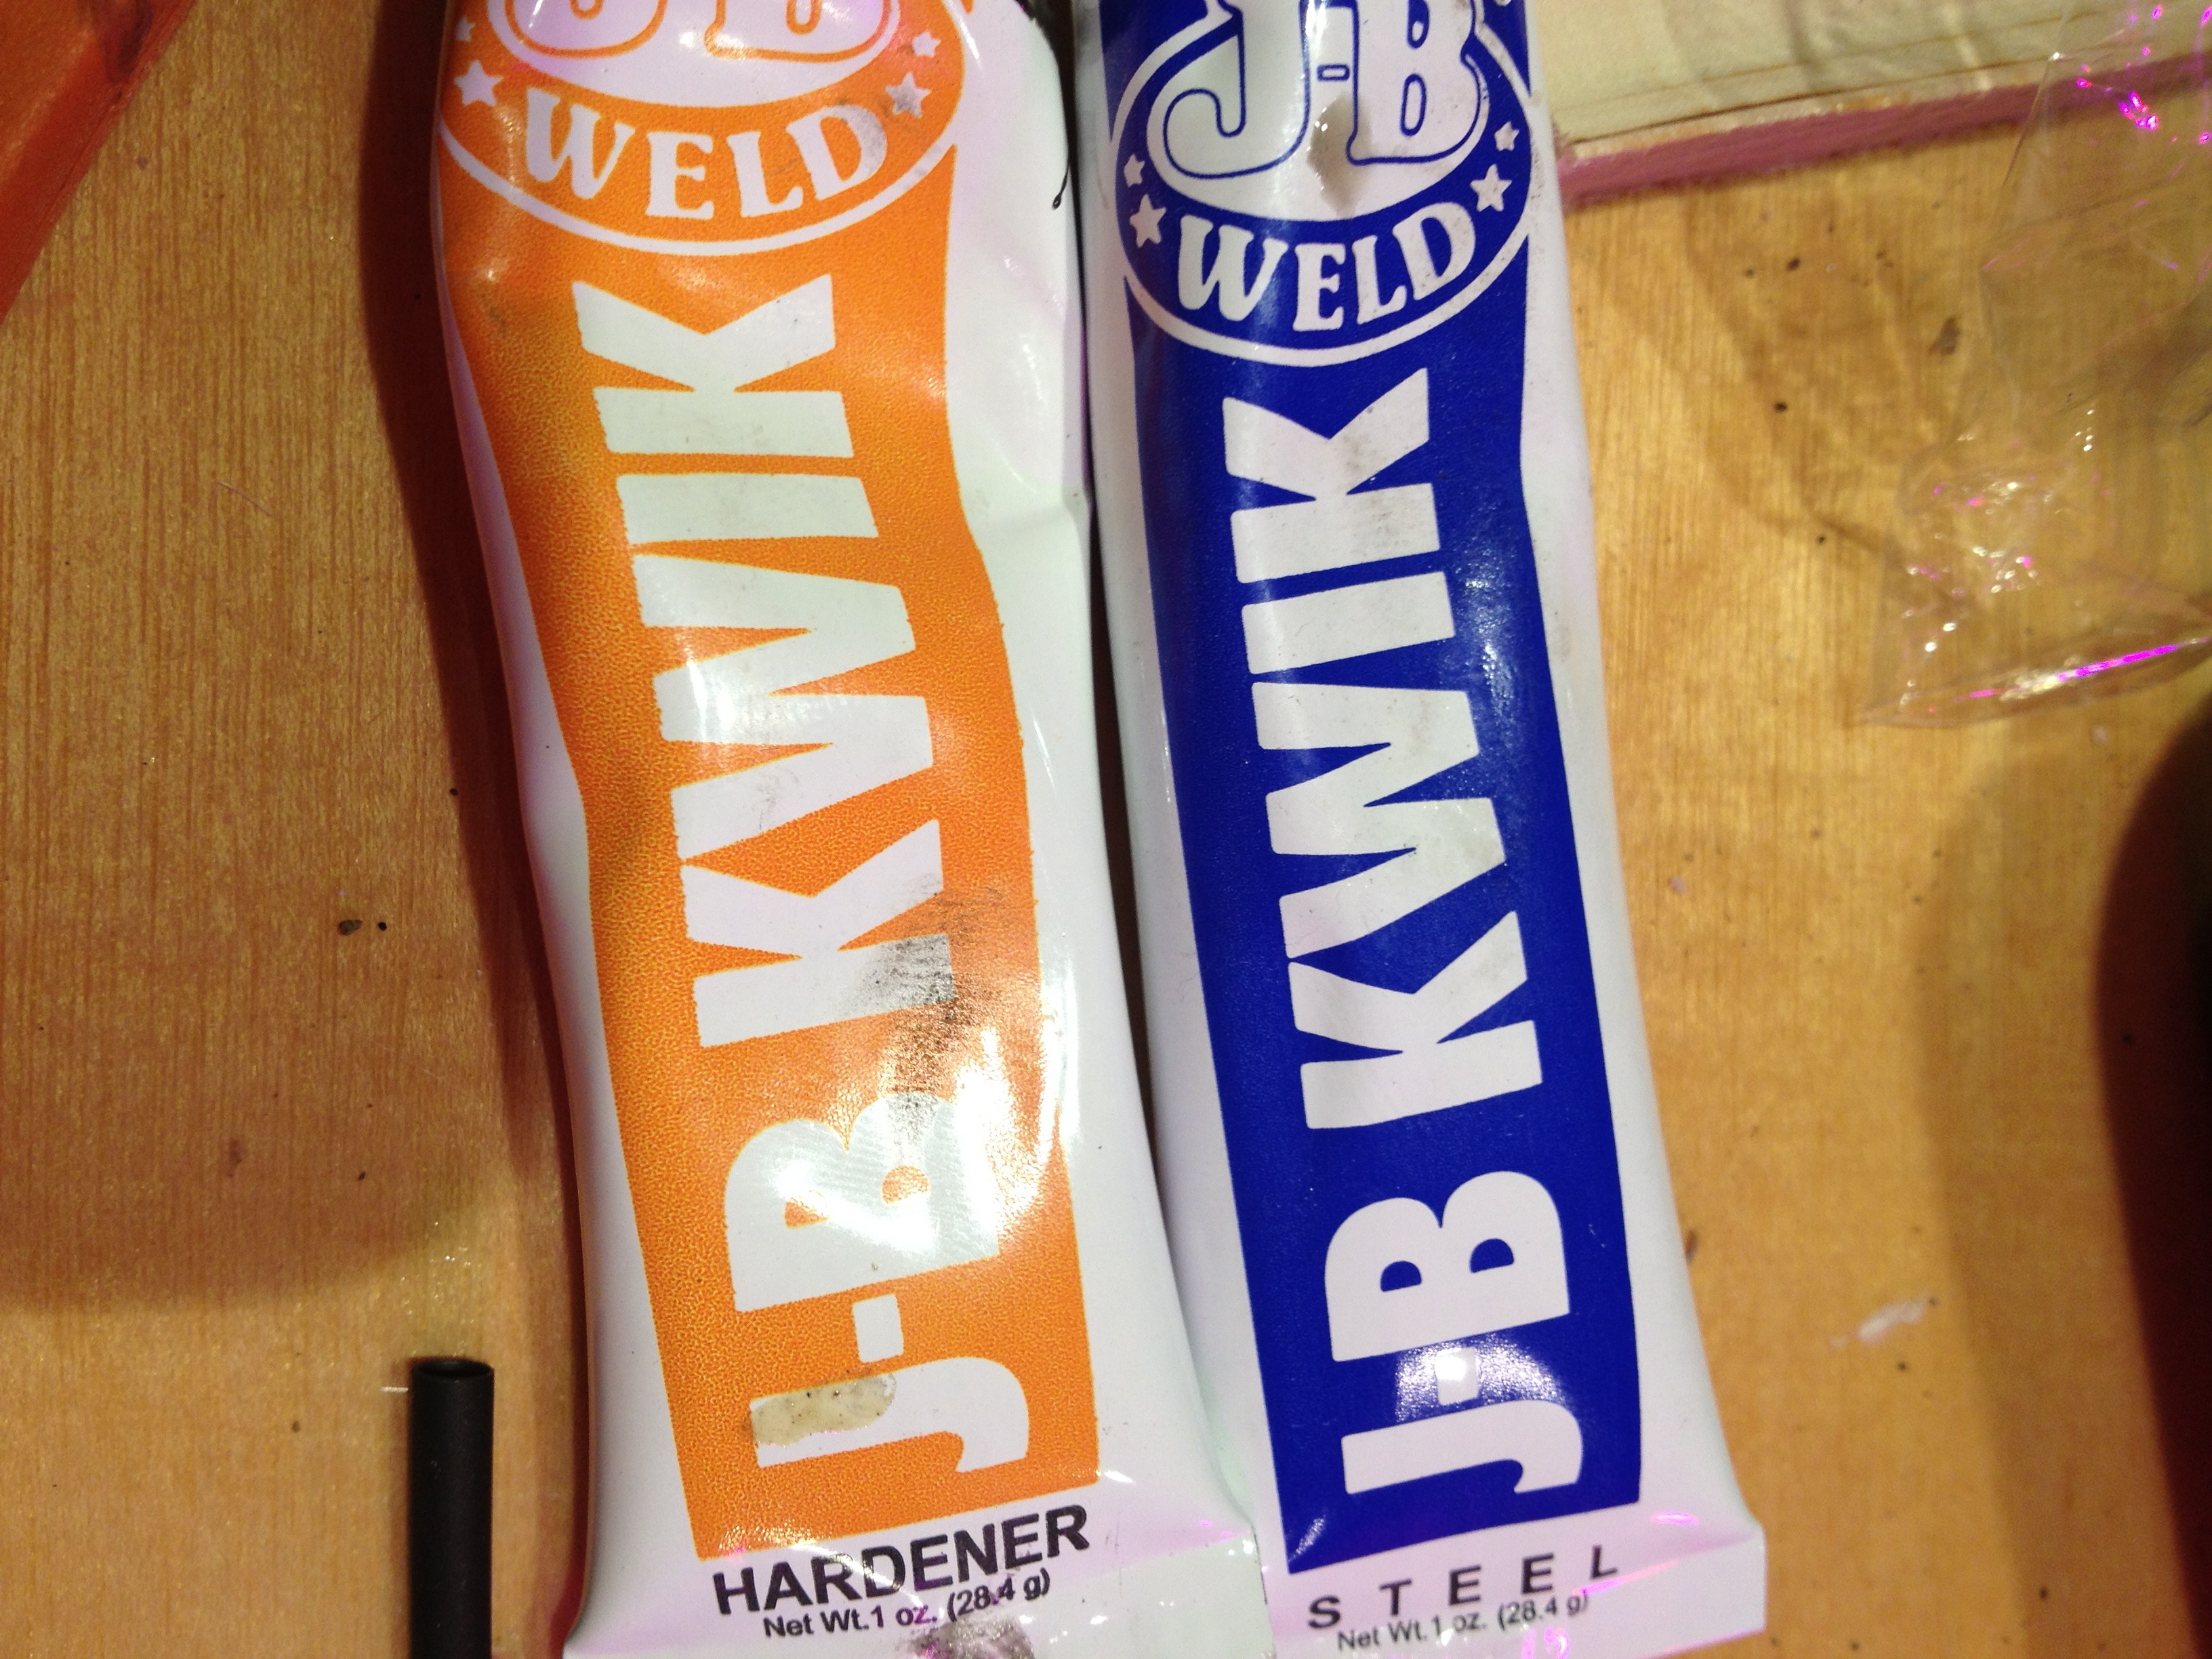 J-B
WELD
J-B KWIK
HARDENER
Net Wt.1 oz. (28.4 g)
J-B
WELD
J-B KWIK
STEEL
Net Wt.1 oz. (28.4 g)